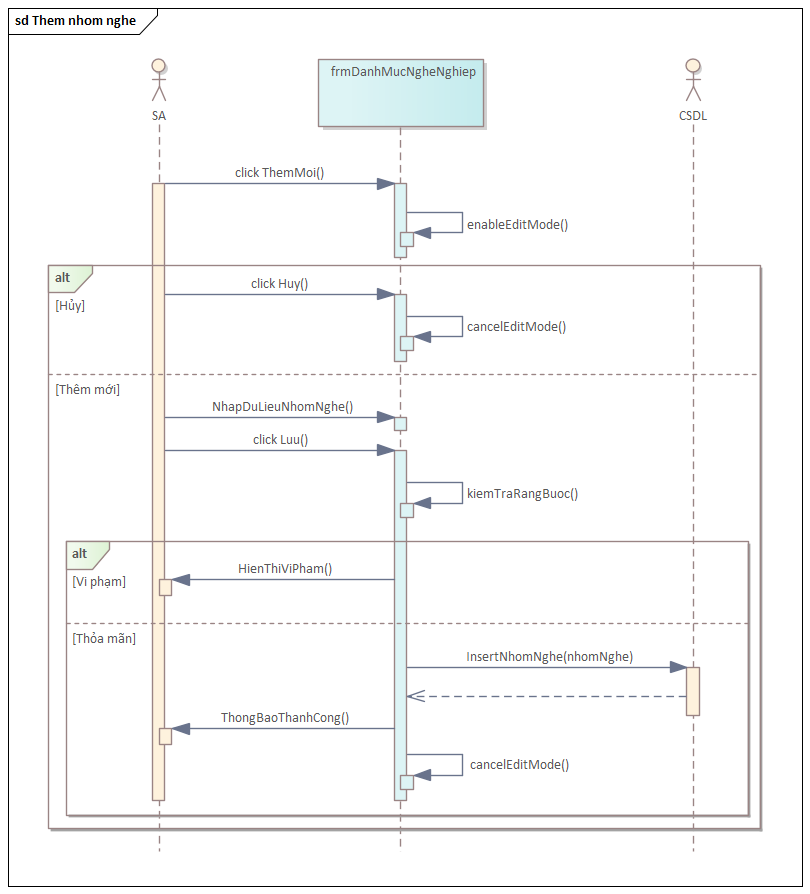 sd Them nhom nghe
SA
frmDanhMucNgheNghiep
CSDL
click ThemMoi()
enableEditMode()
alt
[Hủy]
click Huy()
cancelEditMode()
[Thêm mới]
NhapDuLieuNhomNghe()
click Luu()
kiemTraRangBuoc()
alt
[Vi phạm]
HienThiViPham()
[Thỏa mãn]
InsertNhomNghe(nhomNghe)
ThongBaoThanhCong()
cancelEditMode()